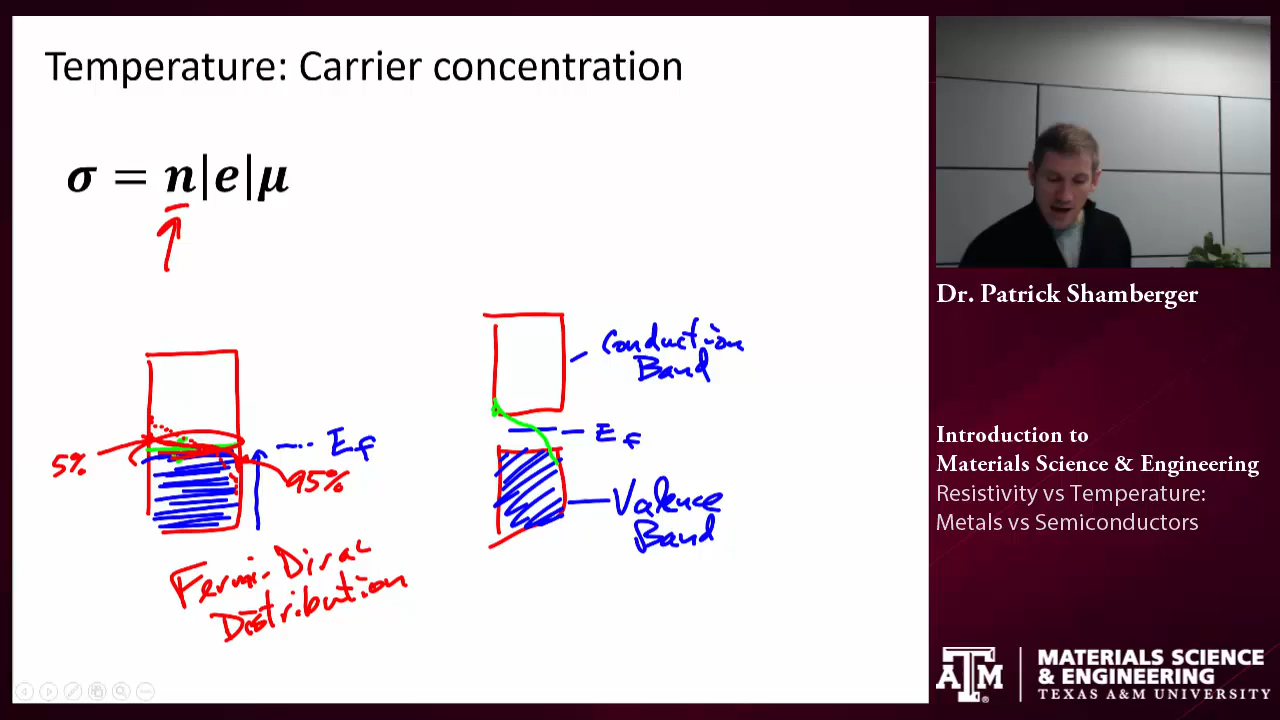 Temperature: Carrier concentration
σ = n|e|μ
Conduction
Band
E_f
E_f
5%
95%
Valence
Band
Fermi-Dirac
Distribution
Dr. Patrick Shamberger
Introduction to
Materials Science & Engineering
Resistivity vs Temperature:
Metals vs Semiconductors
ATM
MATERIALS SCIENCE
& ENGINEERING
TEXAS A&M UNIVERSITY